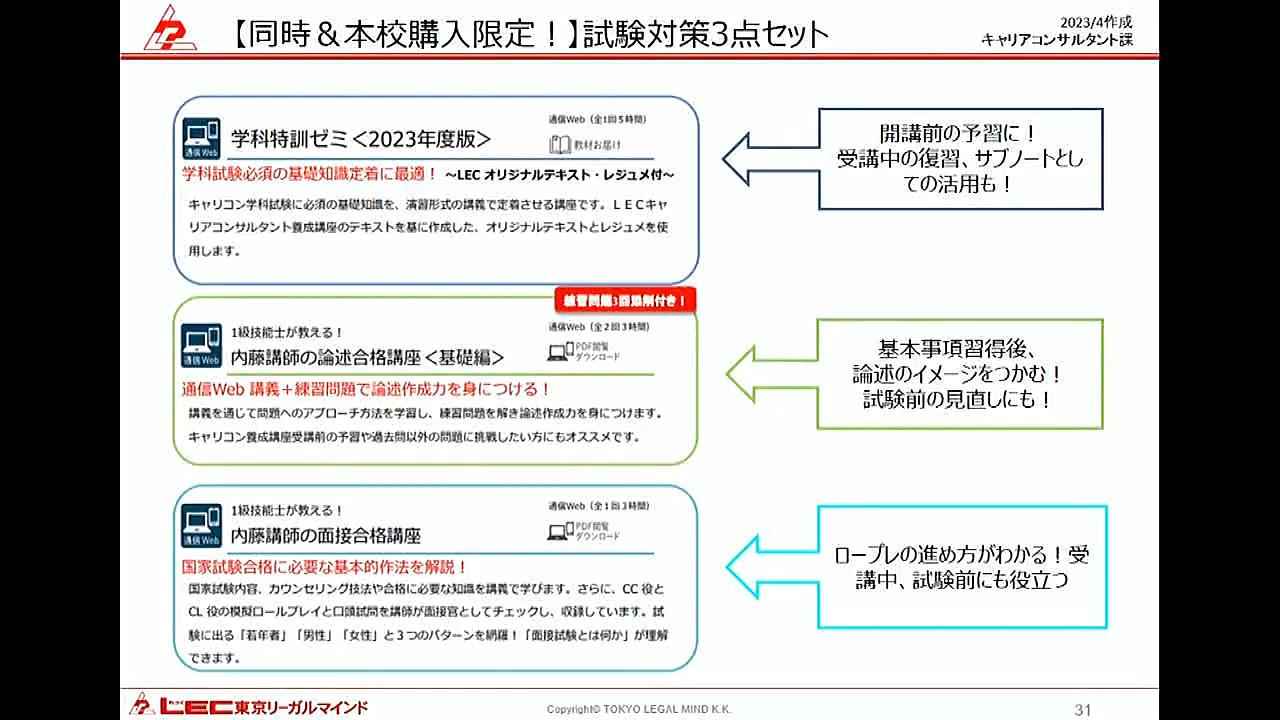 【同時＆本校購入限定！】試験対策3点セット
2023/4作成
キャリアコンサルタント課
通信Web
学科特訓ゼミ＜2023年度版＞
通信Web（全1回5時間）
教材お届け
学科試験必須の基礎知識定着に最適！ ～LEC オリジナルテキスト・レジュメ付～
キャリコン学科試験に必須の基礎知識を、演習形式の講義で定着させる講座です。ＬＥＣキャ
リアコンサルタント養成講座のテキストを基に作成した、オリジナルテキストとレジュメを使
用します。
開講前の予習に！
受講中の復習、サブノートとし
ての活用も！
練習問題3回添削付き！
通信Web
1級技能士が教える！
内藤講師の論述合格講座＜基礎編＞
通信Web（全２回３時間）
PDF閲覧
ダウンロード
通信Web 講義＋練習問題で論述作成力を身につける！
講義を通じて問題へのアプローチ方法を学習し、練習問題を解き論述作成力を身につけます。
キャリコン養成講座受講前の予習や過去問以外の問題に挑戦したい方にもオススメです。
基本事項習得後、
論述のイメージをつかむ！
試験前の見直しにも！
通信Web
1級技能士が教える！
内藤講師の面接合格講座
通信Web（全１回３時間）
PDF閲覧
ダウンロード
国家試験合格に必要な基本的作法を解説！
国家試験内容、カウンセリング技法や合格に必要な知識を講義で学びます。さらに、CC 役と
CL 役の模擬ロールプレイと口頭試問を講師が面接官としてチェックし、収録しています。試
験に出る「若年者」「男性」「女性」と３つのパターンを網羅！「面接試験とは何か」が理解
できます。
ロープレの進め方がわかる！受
講中、試験前にも役立つ
LEC東京リーガルマインド
Copyright© TOKYO LEGAL MIND K.K.
31